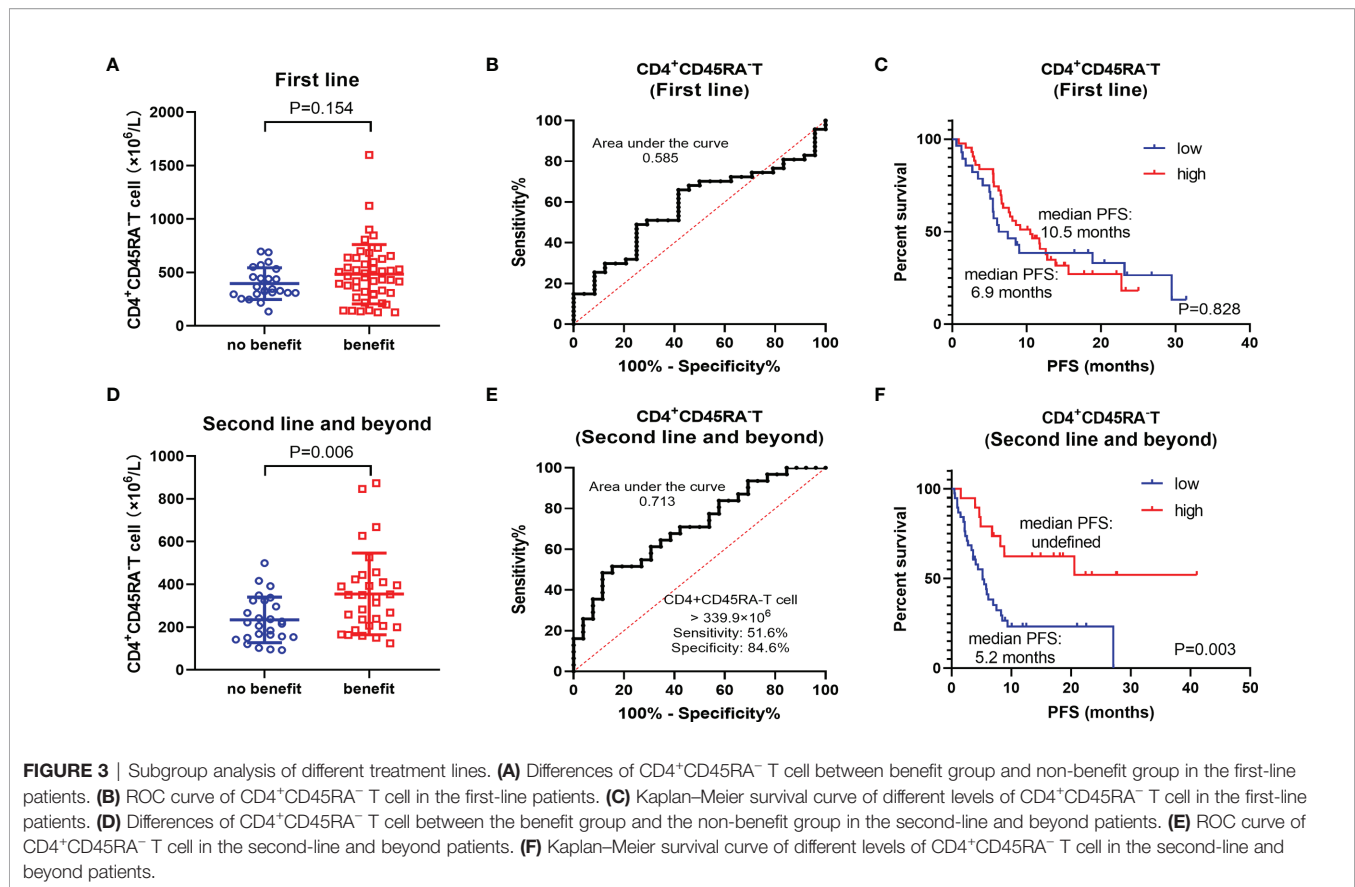 A
First line
P=0.154
CD4⁺CD45RA⁻T cell (×10⁶/L)
2000
1500
1000
500
0
no benefit
benefit
B
CD4⁺CD45RA⁻T
(First line)
Area under the curve
0.585
Sensitivity%
100
80
60
40
20
0
0 20 40 60 80 100
100% - Specificity%
C
CD4⁺CD45RA⁻T
(First line)
low
high
median PFS:
10.5 months
median PFS:
6.9 months
P=0.828
Percent survival
100
50
0
0 10 20 30 40
PFS (months)
D
Second line and beyond
P=0.006
CD4⁺CD45RA⁻T cell (×10⁶/L)
1000
800
600
400
200
0
no benefit
benefit
E
CD4⁺CD45RA⁻T
(Second line and beyond)
Area under the curve
0.713
CD4+CD45RA-T cell
> 339.9×10⁶
Sensitivity: 51.6%
Specificity: 84.6%
Sensitivity%
100
80
60
40
20
0
0 20 40 60 80 100
100% - Specificity%
F
CD4⁺CD45RA⁻T
(Second line and beyond)
low
high
median PFS:
undefined
median PFS:
5.2 months
P=0.003
Percent survival
100
50
0
0 10 20 30 40 50
PFS (months)
FIGURE 3 | Subgroup analysis of different treatment lines. (A) Differences of CD4⁺CD45RA⁻ T cell between benefit group and non-benefit group in the first-line
patients. (B) ROC curve of CD4⁺CD45RA⁻ T cell in the first-line patients. (C) Kaplan–Meier survival curve of different levels of CD4⁺CD45RA⁻ T cell in the first-line
patients. (D) Differences of CD4⁺CD45RA⁻ T cell between the benefit group and the non-benefit group in the second-line and beyond patients. (E) ROC curve of
CD4⁺CD45RA⁻ T cell in the second-line and beyond patients. (F) Kaplan–Meier survival curve of different levels of CD4⁺CD45RA⁻ T cell in the second-line and
beyond patients.